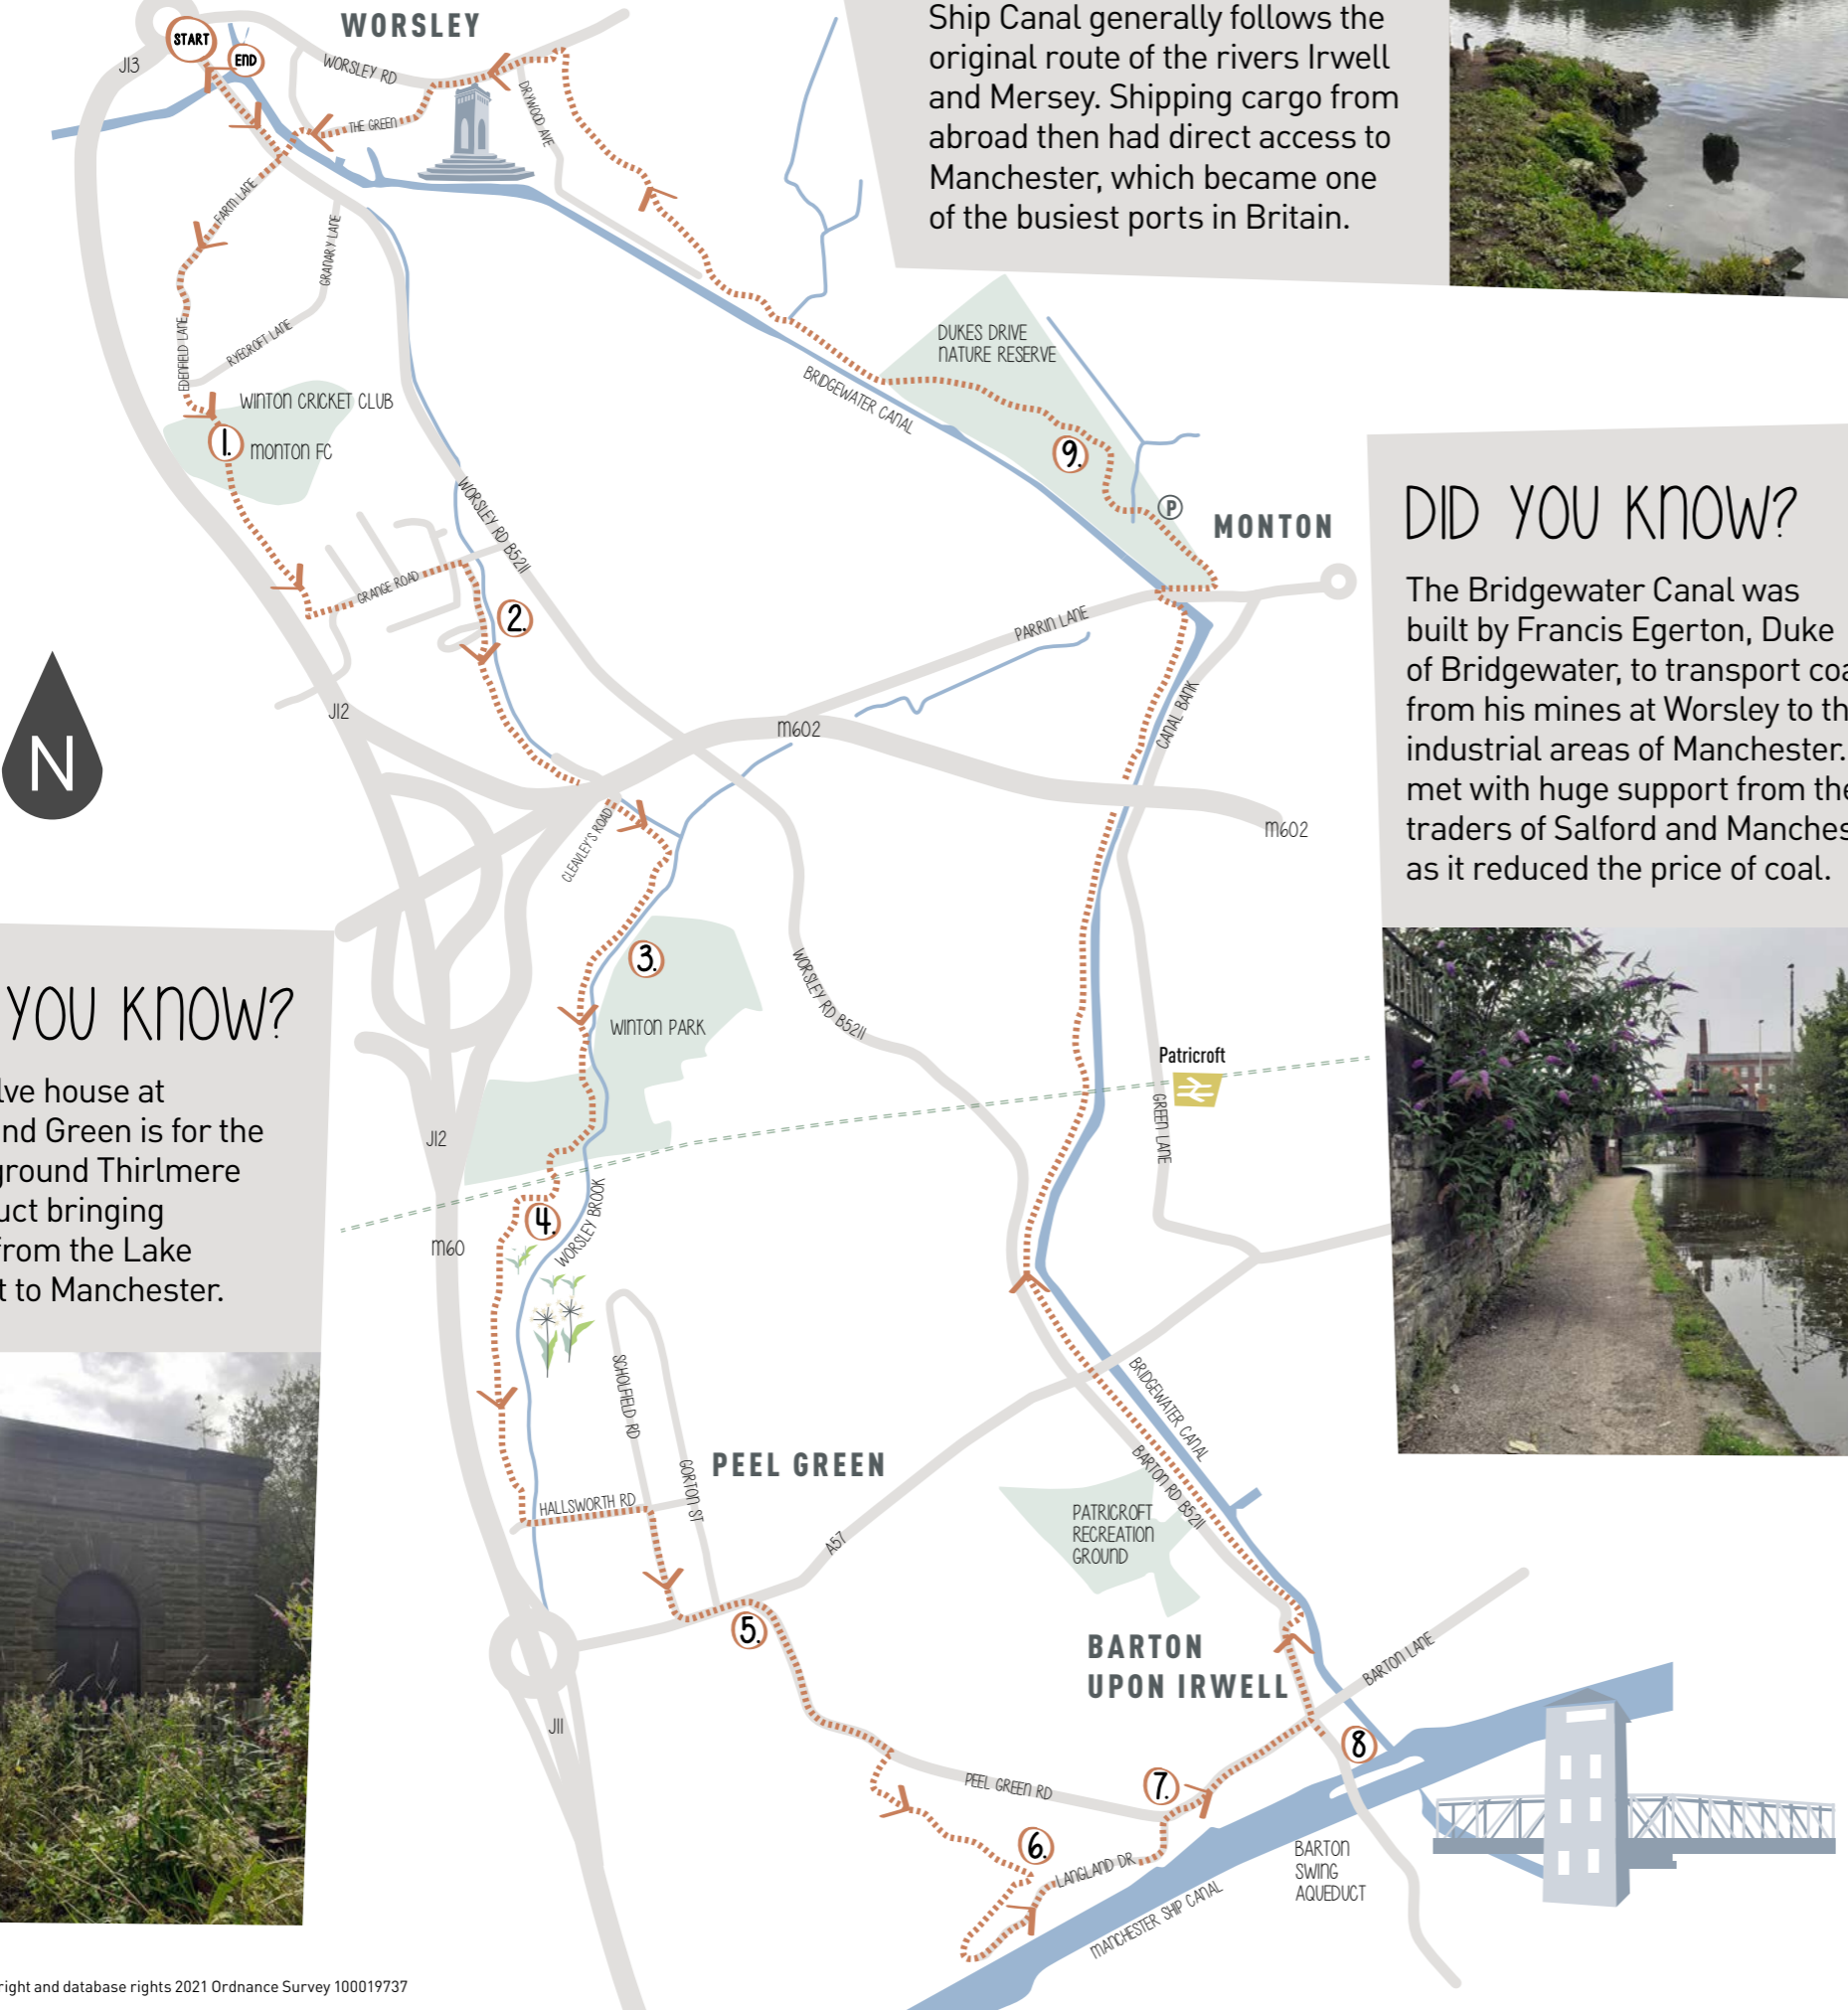 Ship Canal generally follows the
original route of the rivers Irwell
and Mersey. Shipping cargo from
abroad then had direct access to
Manchester, which became one
of the busiest ports in Britain.
WORSLEY
START
END
J13
WORSLEY RD
DRYWOOD AVE
THE GREEN
FARM LANE
GRANARY LANE
EDENFIELD LANE
RYECROFT LANE
WINTON CRICKET CLUB
1.
MONTON FC
DUKES DRIVE
NATURE RESERVE
BRIDGEWATER CANAL
9.
P
MONTON
WORSLEY RD B5211
GRANGE ROAD
2.
PARRIN LANE
CANAL BANK
N
J12
M602
M602
CLEAVLEY'S ROAD
DID YOU KNOW?
The Bridgewater Canal was
built by Francis Egerton, Duke
of Bridgewater, to transport
from his mines at Worsley to
industrial areas of Manchester.
met with huge support from
traders of Salford and
as it reduced the price of coal.
3.
WINTON PARK
WORSLEY RD B5211
Patricroft
GREEN LANE
J12
YOU KNOW?
house at
Green is for the
Thirlmere
bringing
from the Lake
to Manchester.
4.
WORSLEY BROOK
M60
SCHOLFIELD RD
GORTON ST
PEEL GREEN
HALLSWORTH RD
A57
BRIDGEWATER CANAL
BARTON RD B5211
PATRICROFT
RECREATION
GROUND
5.
BARTON
UPON IRWELL
BARTON LANE
J11
8
7.
PEEL GREEN RD
6.
LANGLAND DR
MANCHESTER SHIP CANAL
BARTON
SWING
AQUEDUCT
and database rights 2021 Ordnance Survey 100019737